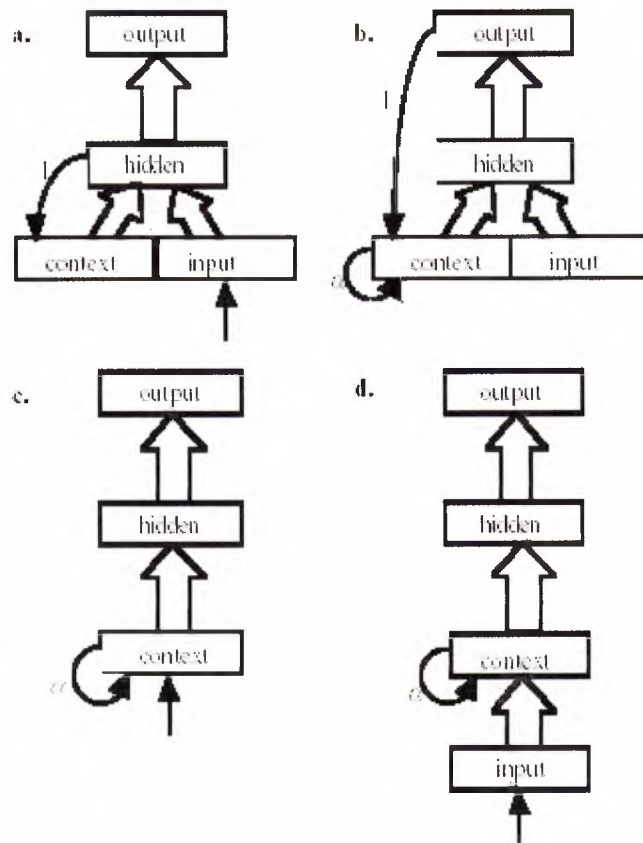 a.
output
1
hidden
context
input
b.
output
1
hidden
α
context
input
c.
output
hidden
α
context
d.
output
hidden
α
context
input